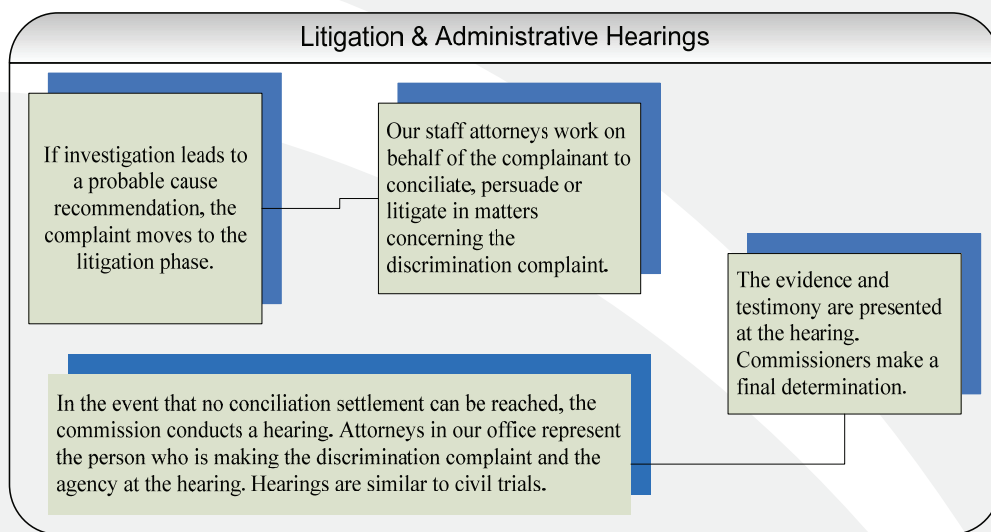 Litigation & Administrative Hearings
If investigation leads to
a probable cause
recommendation, the
complaint moves to the
litigation phase.
Our staff attorneys work on
behalf of the complainant to
conciliate, persuade or
litigate in matters
concerning the
discrimination complaint.
In the event that no conciliation settlement can be reached, the
commission conducts a hearing. Attorneys in our office represent
the person who is making the discrimination complaint and the
agency at the hearing. Hearings are similar to civil trials.
The evidence and
testimony are presented
at the hearing.
Commissioners make a
final determination.